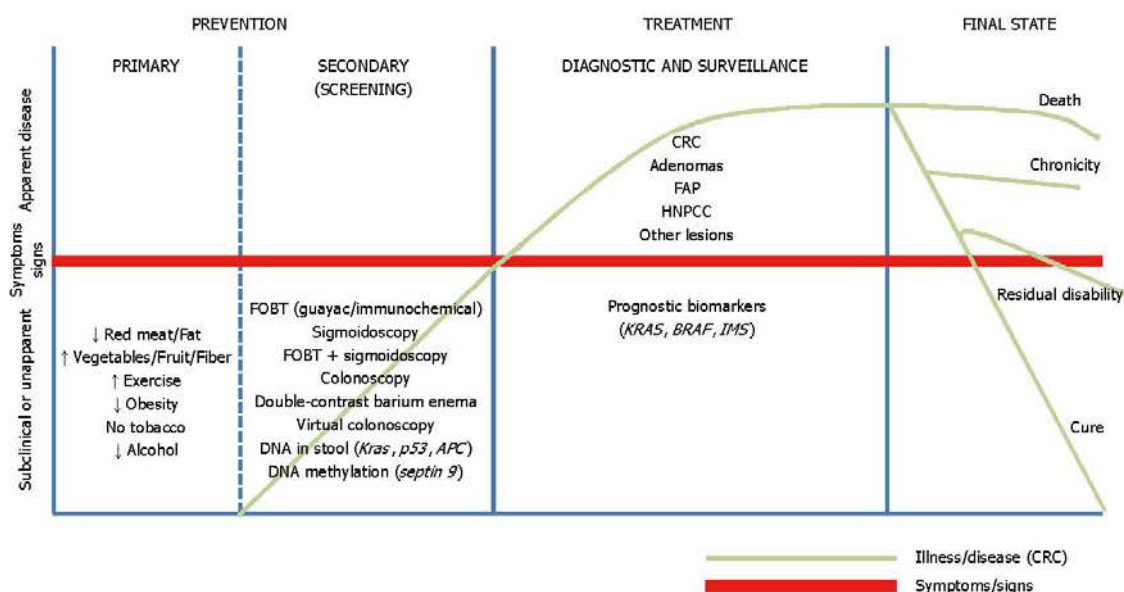 PREVENTION
TREATMENT
FINAL STATE
PRIMARY
SECONDARY
(SCREENING)
DIAGNOSTIC AND SURVEILLANCE
Apparent disease
Symptoms
signs
Subclinical or unapparent
CRC
Adenomas
FAP
HNPCC
Other lesions
Death
Chronicity
Residual disability
Cure
↓ Red meat/Fat
↑ Vegetables/Fruit/Fiber
↑ Exercise
↓ Obesity
No tobacco
↓ Alcohol
FOBT (guayac/immunochemical)
Sigmoidoscopy
FOBT + sigmoidoscopy
Colonoscopy
Double-contrast barium enema
Virtual colonoscopy
DNA in stool (Kras, p53, APC)
DNA methylation (septin 9)
Prognostic biomarkers
(KRAS, BRAF, IMS)
Illness/disease (CRC)
Symptoms/signs